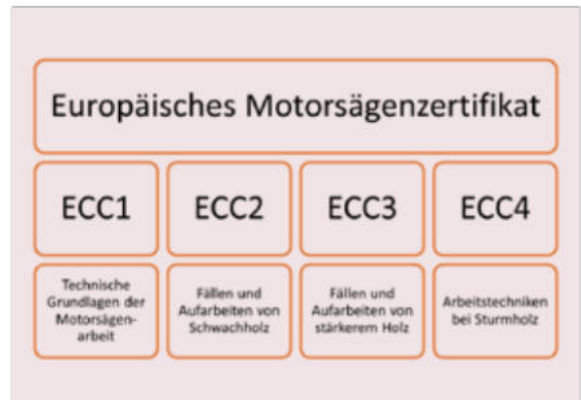 Europäisches Motorsägenzertifikat
ECC1
ECC2
ECC3
ECC4
Technische
Grundlagen der
Motorsägen-
arbeit
Fällen und
Aufarbeiten von
Schwachholz
Fällen und
Aufarbeiten von
stärkerem Holz
Arbeitstechniken
bei Sturmholz